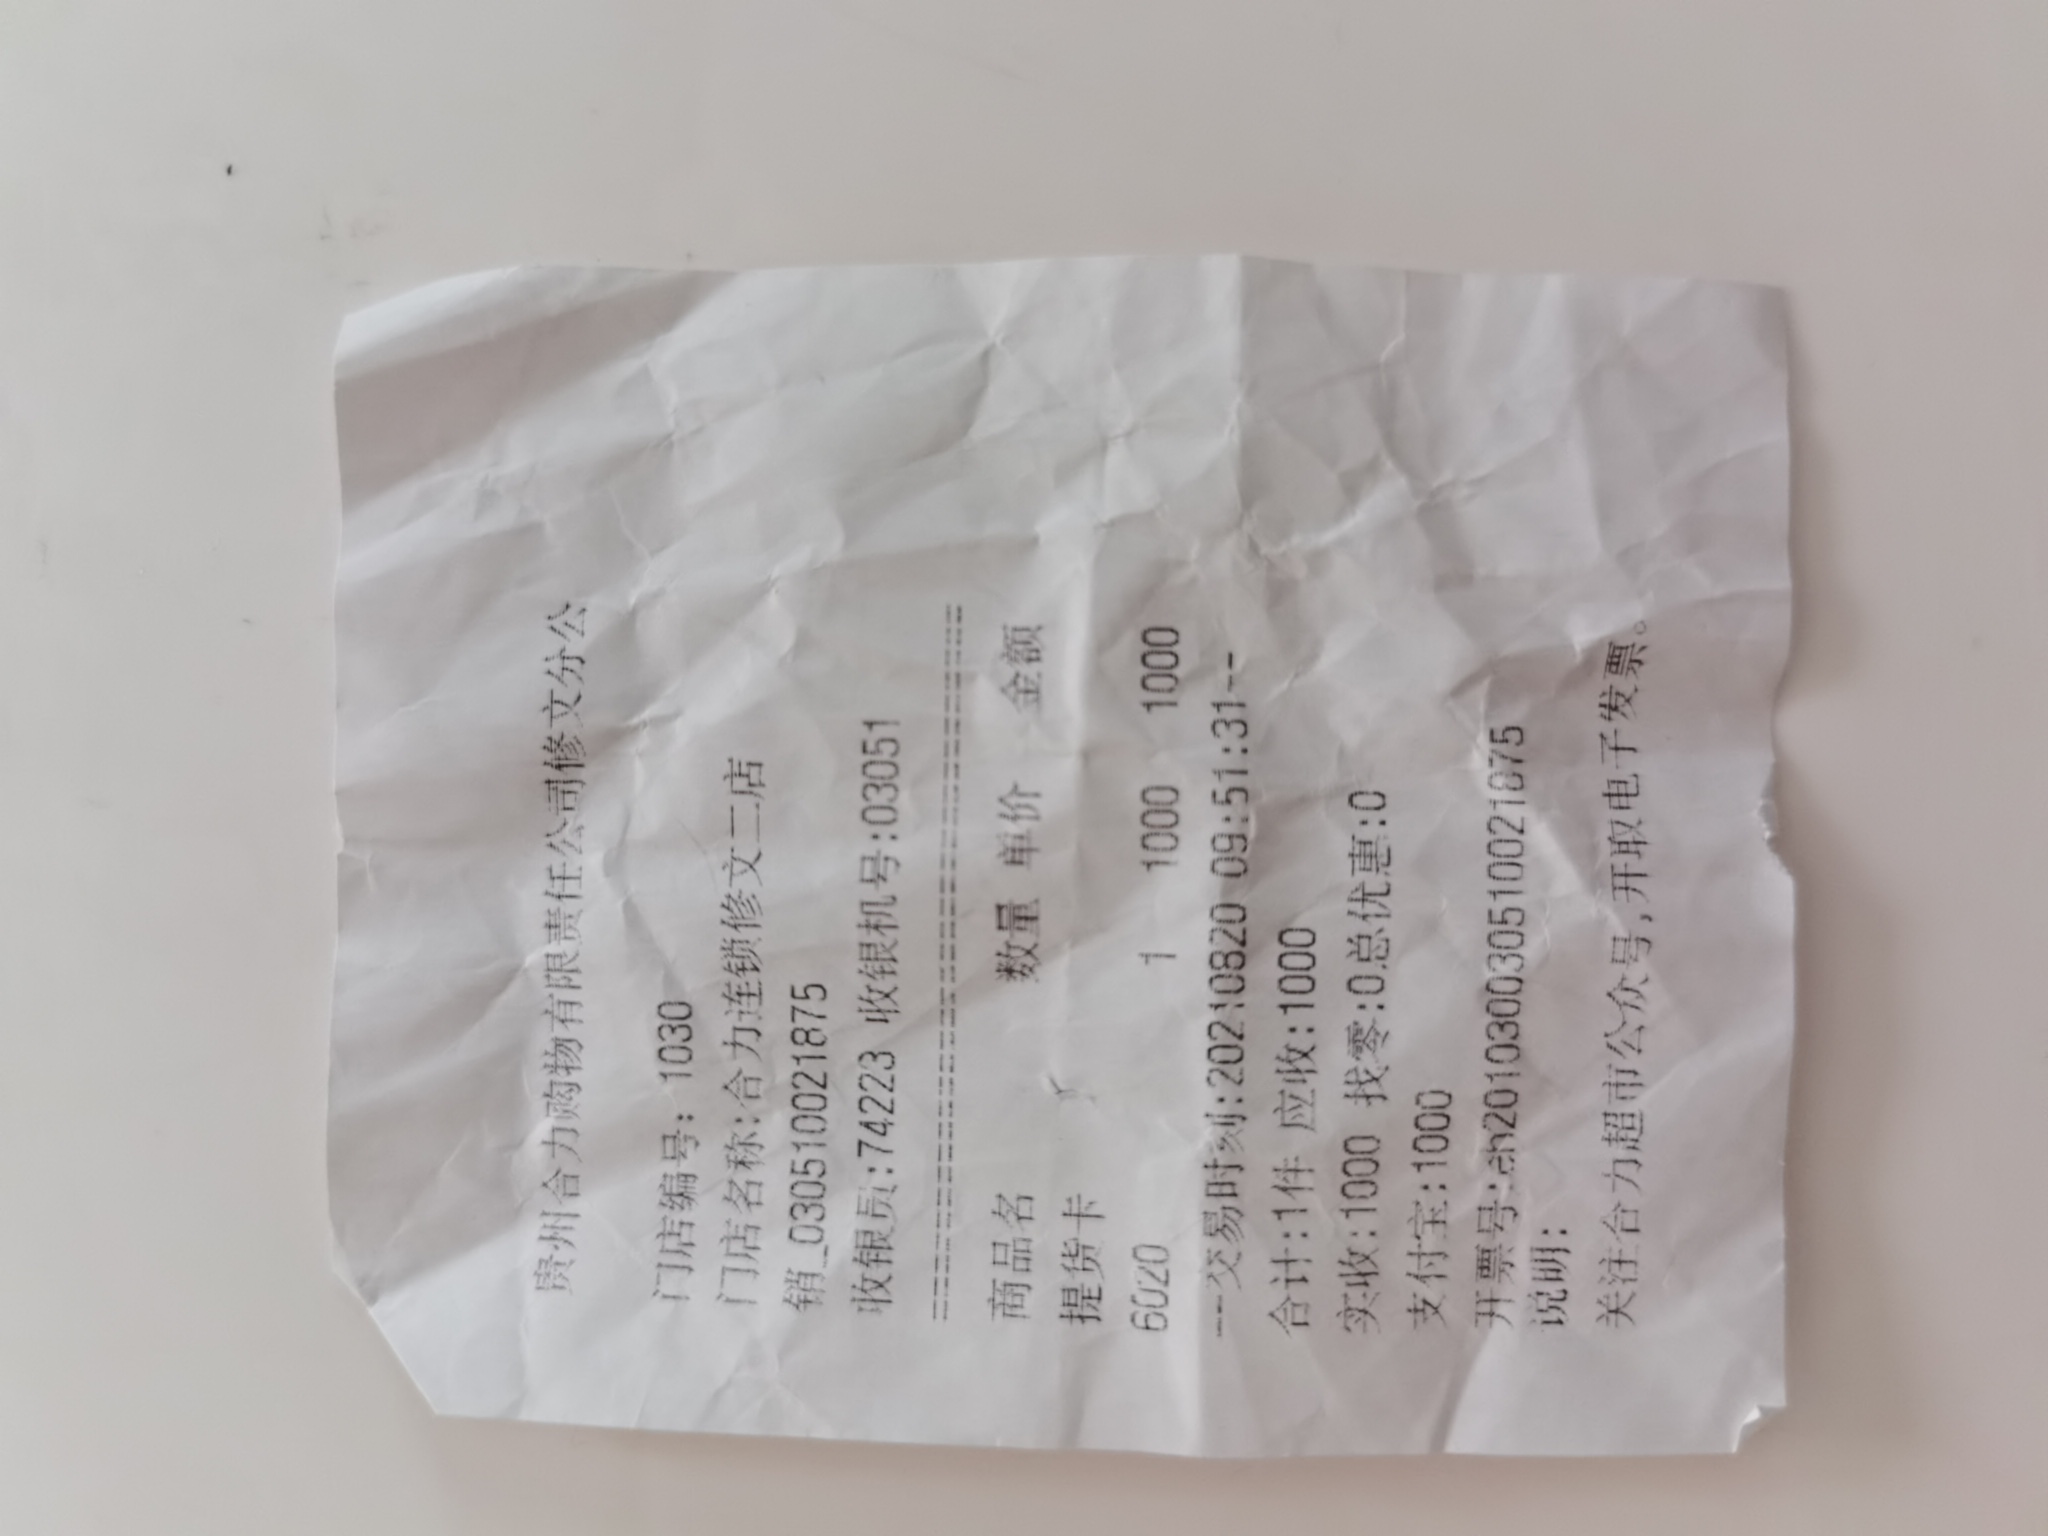 贵州合力购物有限责任公司修文分公
门店编号: 1030
门店名称:合力连锁修文二店
销_03051002​1875
收银员:74223 收银机号:03051
========================================
商品名 数量 单价 金额
提货卡
6020 1 1000 1000
--交易时刻:20210820 09:51:31--
合计:1件 应收:1000
实收:1000 找零:0总优惠:0
支付宝:1000
开票号:eh20103003051002​1875
说明:
关注合力超市公众号,开取电子发票。